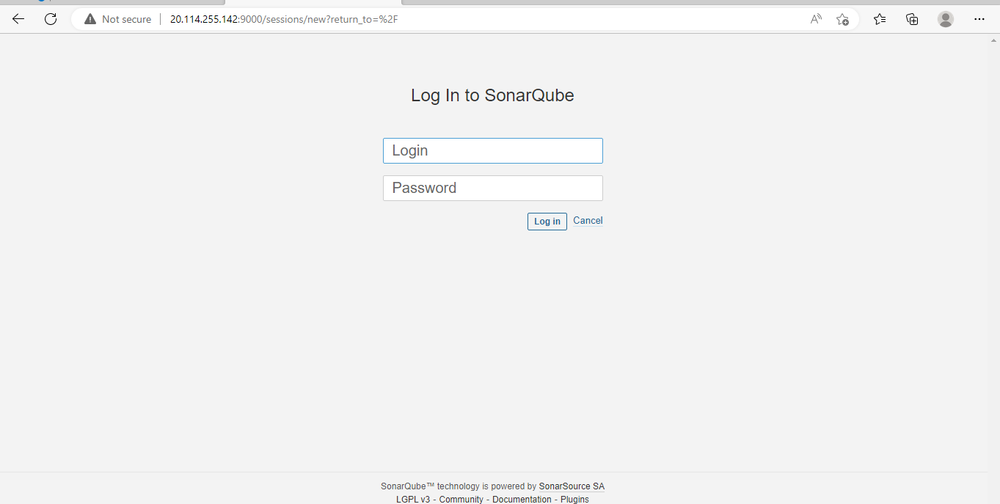 Not secure 20.114.255.142:9000/sessions/new?return_to=%2F
Log In to SonarQube
Login
Password
Log in Cancel
SonarQube™ technology is powered by SonarSource SA
LGPL v3 - Community - Documentation - Plugins